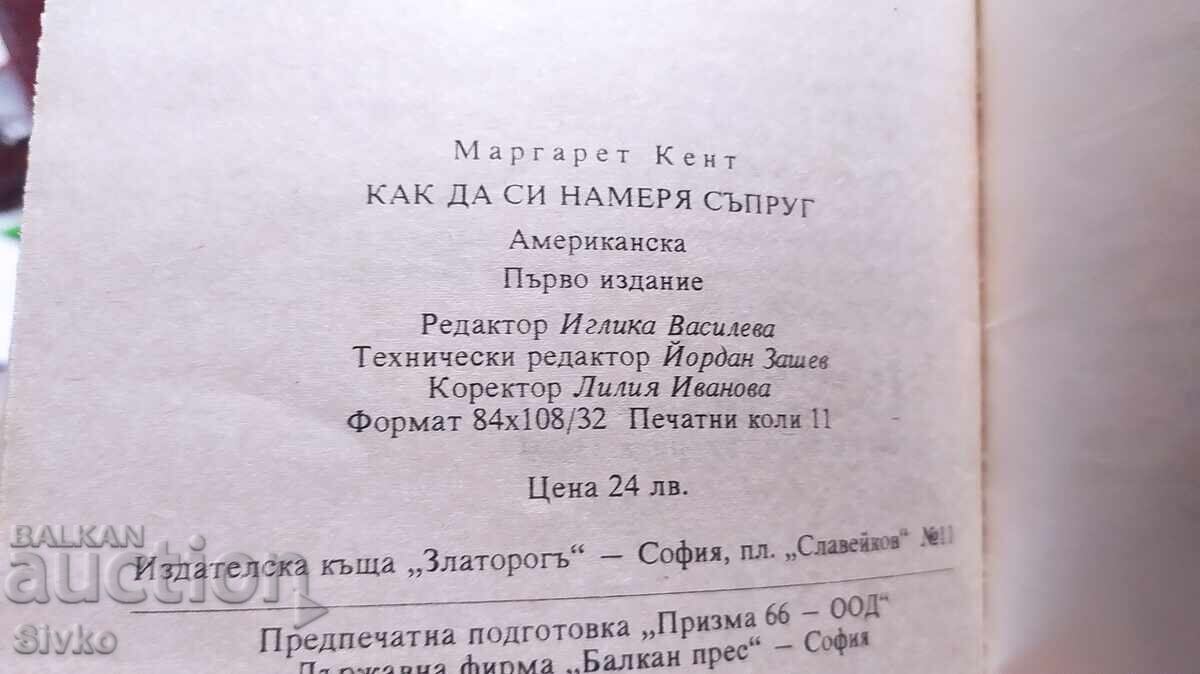 Маргарет Кент
КАК ДА СИ НАМЕРЯ СЪПРУГ
Американска
Първо издание
Редактор Иглика Василева
Технически редактор Йордан Зашев
Коректор Лилия Иванова
Формат 84x108/32 Печатни коли 11
Цена 24 лв.
Издателска къща „Златорогъ“ – София, пл. „Славейков“ №11
Предпечатна подготовка „Призма 66 – ООД“
Държавна фирма „Балкан прес“ – София
BALKAN
auction
Sivko